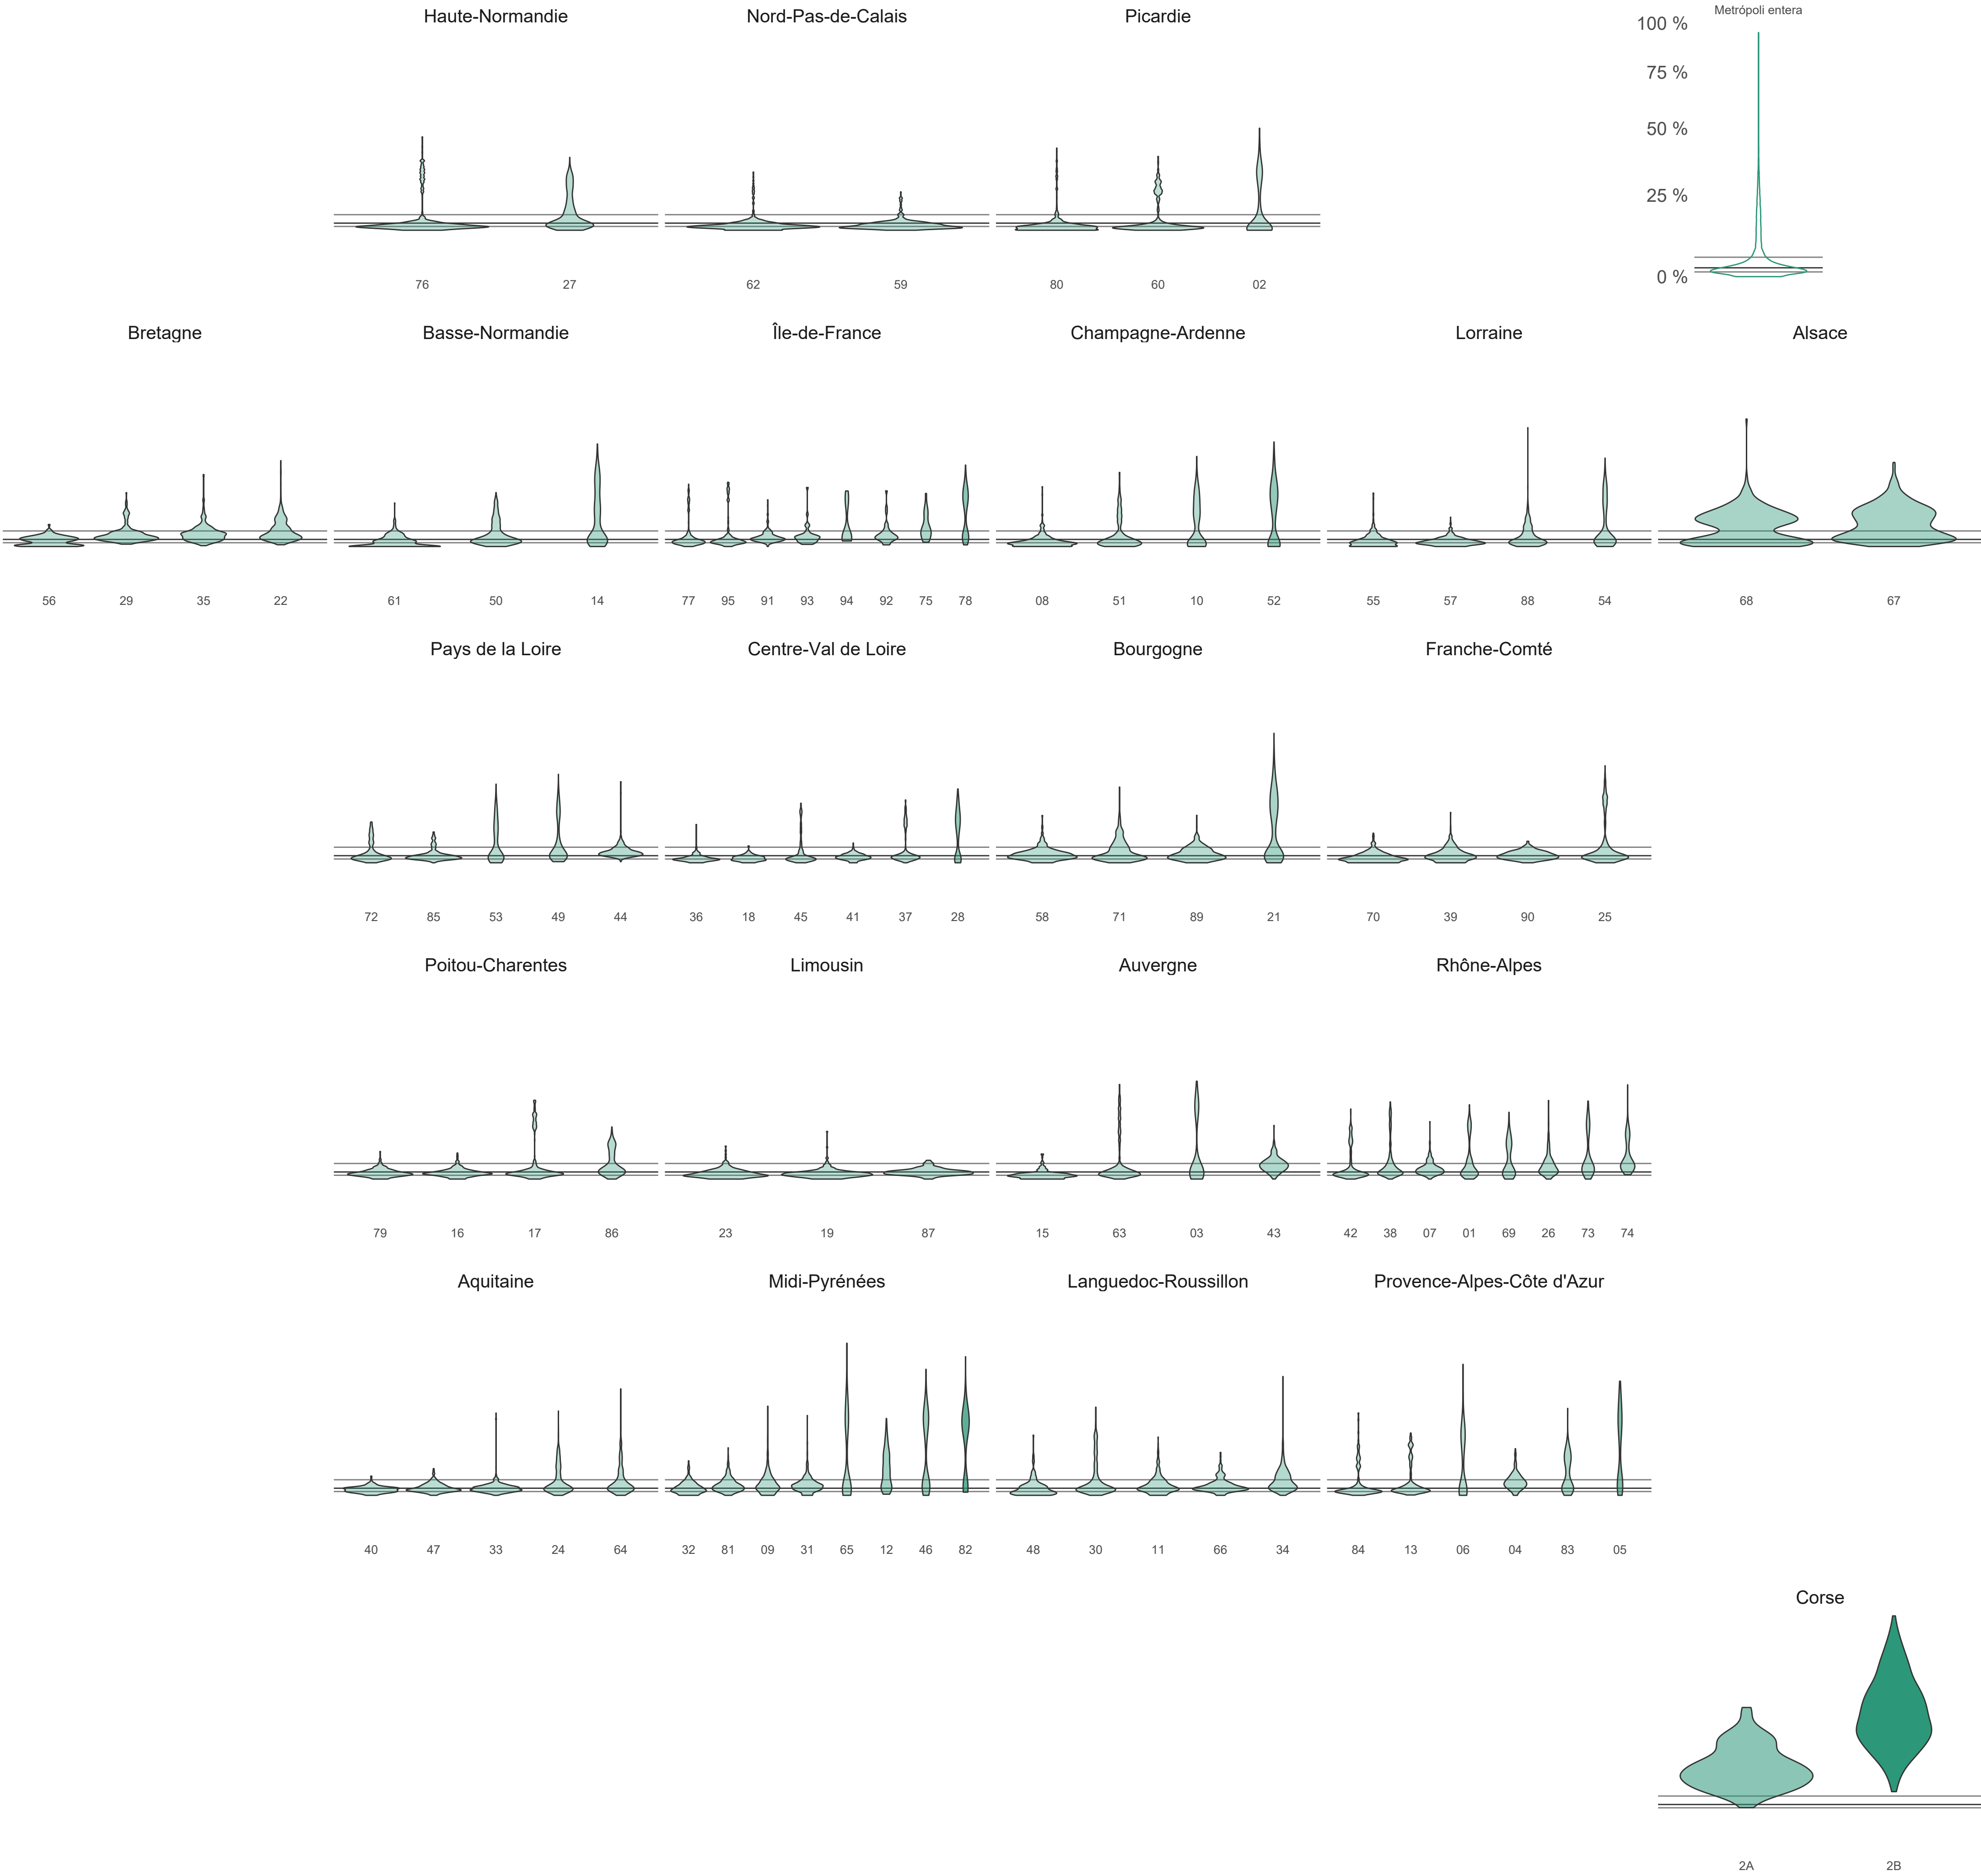 Haute-Normandie Nord-Pas-de-Calais Picardie Metrópoli entera
100 %
75 %
50 %
25 %
0 %
76 27 62 59 80 60 02
Bretagne Basse-Normandie Île-de-France Champagne-Ardenne Lorraine Alsace
56 29 35 22 61 50 14 77 95 91 93 94 92 75 78 08 51 10 52 55 57 88 54 68 67
Pays de la Loire Centre-Val de Loire Bourgogne Franche-Comté
72 85 53 49 44 36 18 45 41 37 28 58 71 89 21 70 39 90 25
Poitou-Charentes Limousin Auvergne Rhône-Alpes
79 16 17 86 23 19 87 15 63 03 43 42 38 07 01 69 26 73 74
Aquitaine Midi-Pyrénées Languedoc-Roussillon Provence-Alpes-Côte d'Azur
40 47 33 24 64 32 81 09 31 65 12 46 82 48 30 11 66 34 84 13 06 04 83 05
Corse
2A 2B